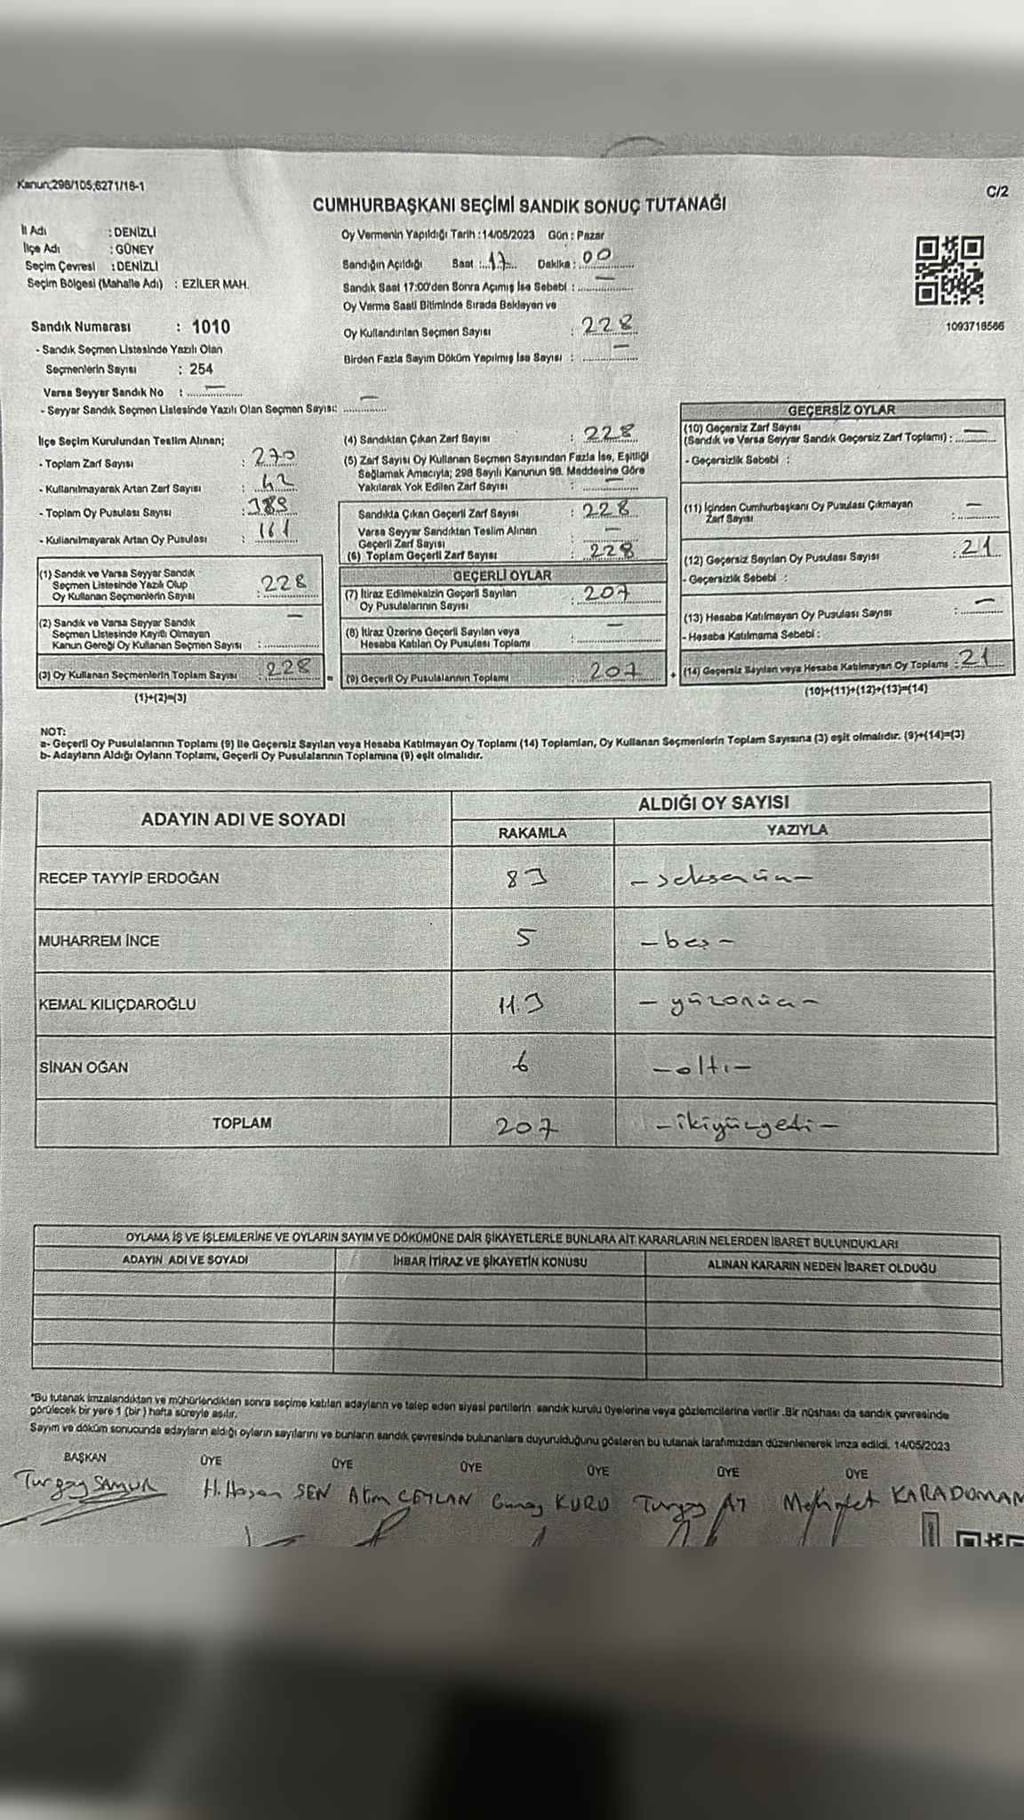 Kanun;298/105;6271/18-1
C/2
CUMHURBAŞKANI SEÇİMİ SANDIK SONUÇ TUTANAĞI
İl Adı : DENİZLİ
İlçe Adı : GÜNEY
Seçim Çevresi : DENİZLİ
Seçim Bölgesi (Mahalle Adı) : EZİLER MAH.
Sandık Numarası : 1010
- Sandık Seçmen Listesinde Yazılı Olan
Seçmenlerin Sayısı : 254
Varsa Seyyar Sandık No : —
- Seyyar Sandık Seçmen Listesinde Yazılı Olan Seçmen Sayısı: —
Oy Vermenin Yapıldığı Tarih : 14/05/2023 Gün : Pazar
Sandığın Açıldığı Saat : 17 Dakika : 00
Sandık Saat 17:00'den Sonra Açılmış İse Sebebi : —
Oy Verme Saati Bitiminde Sırada Bekleyen ve
Oy Kullandırılan Seçmen Sayısı : 228
Birden Fazla Sayım Döküm Yapılmış İse Sayısı : —
1093718586
İlçe Seçim Kurulundan Teslim Alınan;
- Toplam Zarf Sayısı : 270
- Kullanılmayarak Artan Zarf Sayısı : 42
- Toplam Oy Pusulası Sayısı : 389
- Kullanılmayarak Artan Oy Pusulası : 161
(1) Sandık ve Varsa Seyyar Sandık
Seçmen Listesinde Yazılı Olup
Oy Kullanan Seçmenlerin Sayısı : 228
(2) Sandık ve Varsa Seyyar Sandık
Seçmen Listesinde Kayıtlı Olmayan
Kanun Gereği Oy Kullanan Seçmen Sayısı : —
(3) Oy Kullanan Seçmenlerin Toplam Sayısı : 228
(1)+(2)=(3)
(4) Sandıktan Çıkan Zarf Sayısı : 228
(5) Zarf Sayısı Oy Kullanan Seçmen Sayısından Fazla İse, Eşitliği
Sağlamak Amacıyla; 298 Sayılı Kanunun 98. Maddesine Göre
Yakılarak Yok Edilen Zarf Sayısı : —
Sandıkta Çıkan Geçerli Zarf Sayısı : 228
Varsa Seyyar Sandıktan Teslim Alınan
Geçerli Zarf Sayısı : —
(6) Toplam Geçerli Zarf Sayısı : 228
GEÇERLİ OYLAR
(7) İtiraz Edilmeksizin Geçerli Sayılan
Oy Pusulalarının Sayısı : 207
(8) İtiraz Üzerine Geçerli Sayılan veya
Hesaba Katılan Oy Pusulası Toplamı : —
= (9) Geçerli Oy Pusulalarının Toplamı : 207
GEÇERSİZ OYLAR
(10) Geçersiz Zarf Sayısı
(Sandık ve Varsa Seyyar Sandık Geçersiz Zarf Toplamı) : —
- Geçersizlik Sebebi :
(11) İçinden Cumhurbaşkanı Oy Pusulası Çıkmayan
Zarf Sayısı : —
(12) Geçersiz Sayılan Oy Pusulası Sayısı : 21
- Geçersizlik Sebebi :
(13) Hesaba Katılmayan Oy Pusulası Sayısı : —
- Hesaba Katılmama Sebebi :
+ (14) Geçersiz Sayılan veya Hesaba Katılmayan Oy Toplamı : 21
(10)+(11)+(12)+(13)=(14)
NOT:
a- Geçerli Oy Pusulalarının Toplamı (9) ile Geçersiz Sayılan veya Hesaba Katılmayan Oy Toplamı (14) Toplamları, Oy Kullanan Seçmenlerin Toplam Sayısına (3) eşit olmalıdır. (9)+(14)=(3)
b- Adayların Aldığı Oyların Toplamı, Geçerli Oy Pusulalarının Toplamına (9) eşit olmalıdır.
ADAYIN ADI VE SOYADI ALDIĞI OY SAYISI
RAKAMLA YAZIYLA
RECEP TAYYİP ERDOĞAN 83 - seksenüç -
MUHARREM İNCE 5 - beş -
KEMAL KILIÇDAROĞLU 113 - yüzonüç -
SİNAN OĞAN 6 - altı -
TOPLAM 207 - ikiyüzyedi -
OYLAMA İŞ VE İŞLEMLERİNE VE OYLARIN SAYIM VE DÖKÜMÜNE DAİR ŞİKAYETLERLE BUNLARA AİT KARARLARIN NELERDEN İBARET BULUNDUKLARI
ADAYIN ADI VE SOYADI İHBAR İTİRAZ VE ŞİKAYETİN KONUSU ALINAN KARARIN NEDEN İBARET OLDUĞU
*Bu tutanak imzalandıktan ve mühürlendikten sonra seçime katılan adayların ve talep eden siyasi partilerin sandık kurulu üyelerine veya gözlemcilerine verilir. Bir nüshası da sandık çevresinde
görülecek bir yere 1 (bir) hafta süreyle asılır.
Sayım ve döküm sonucunda adayların aldığı oyların sayılarını ve bunların sandık çevresinde bulunanlara duyurulduğunu gösteren bu tutanak tarafımızdan düzenlenerek imza edildi. 14/05/2023
BAŞKAN ÜYE ÜYE ÜYE ÜYE ÜYE ÜYE
Turgay SAMUR H. Hasan ŞEN CEYLAN KURU Turgay Mehmet KARADUMAN